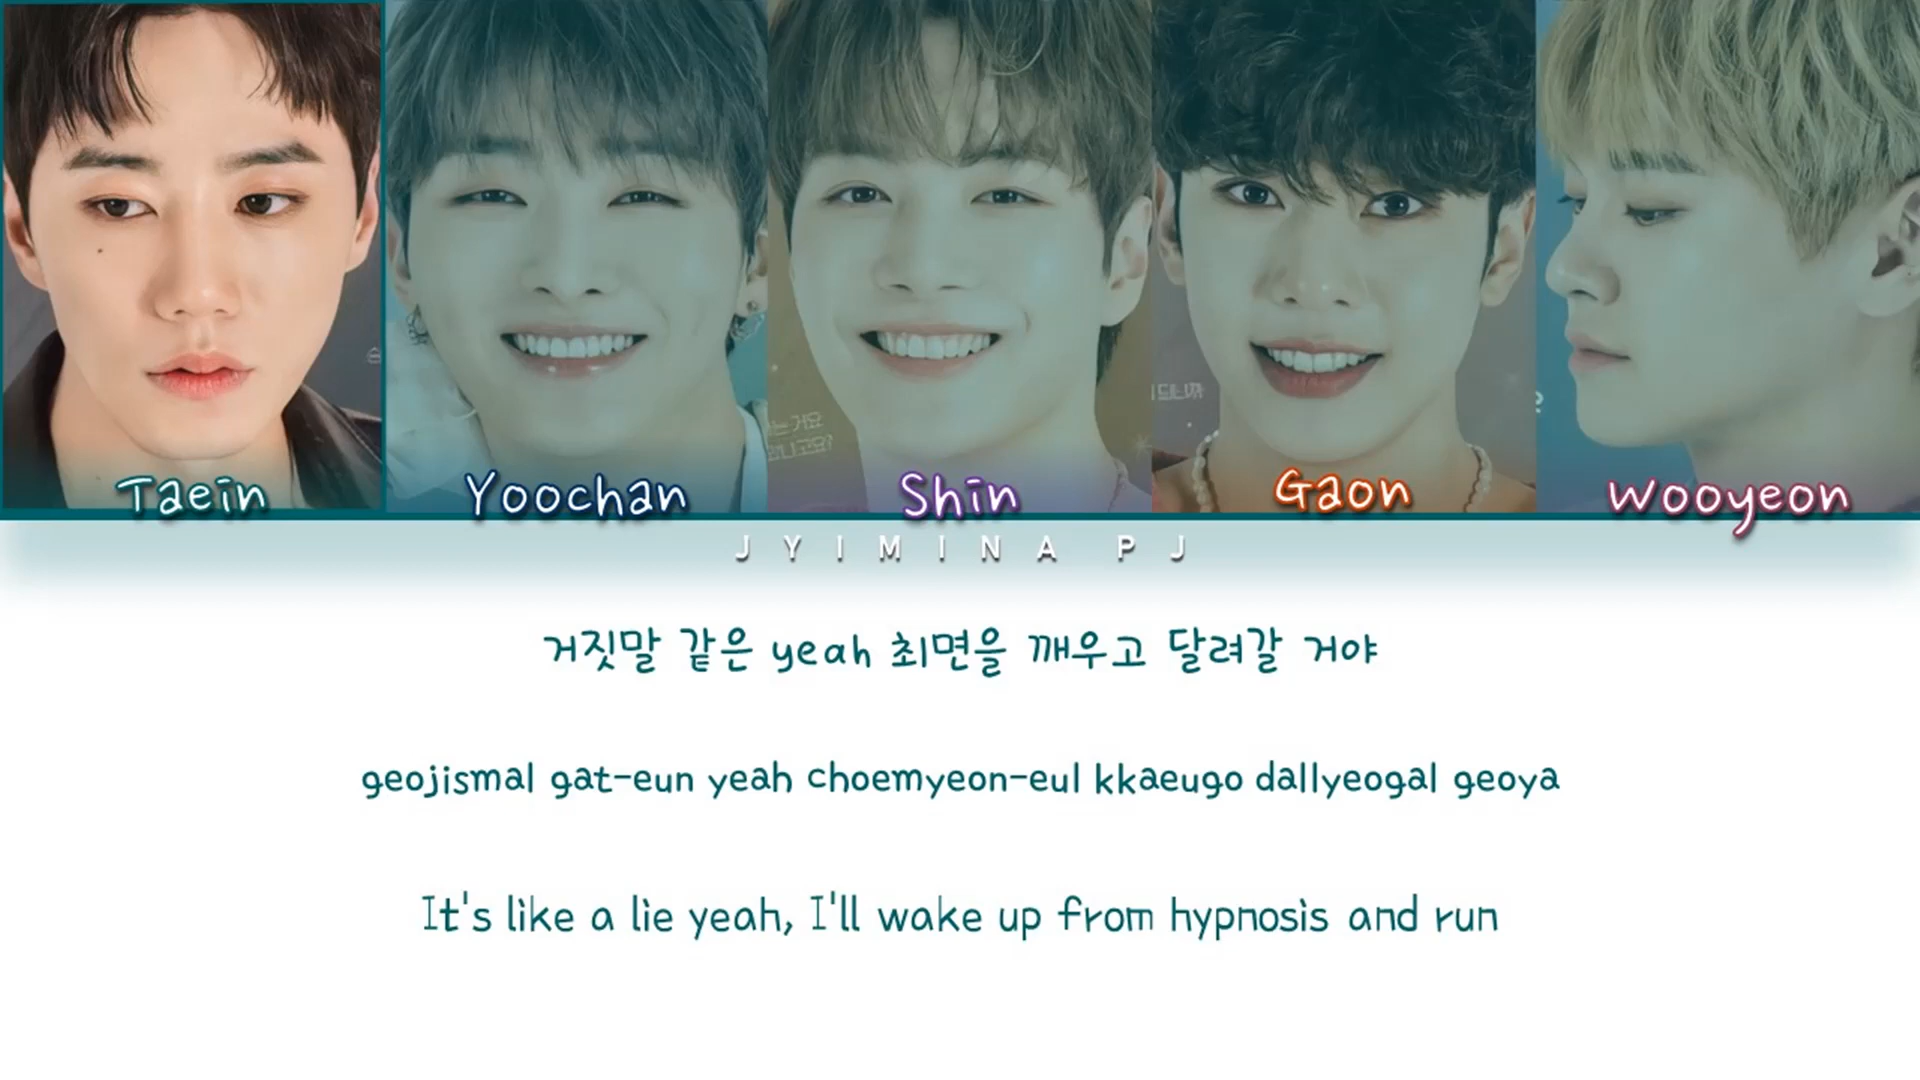 Taein
Yoochan
Shin
Gaon
Wooyeon
JYIMINA PJ
거짓말 같은 yeah 최면을 깨우고 달려갈 거야
geojismal gat-eun yeah choemyeon-eul kkaeugo dallyeogal geoya
It's like a lie yeah, I'll wake up from hypnosis and run